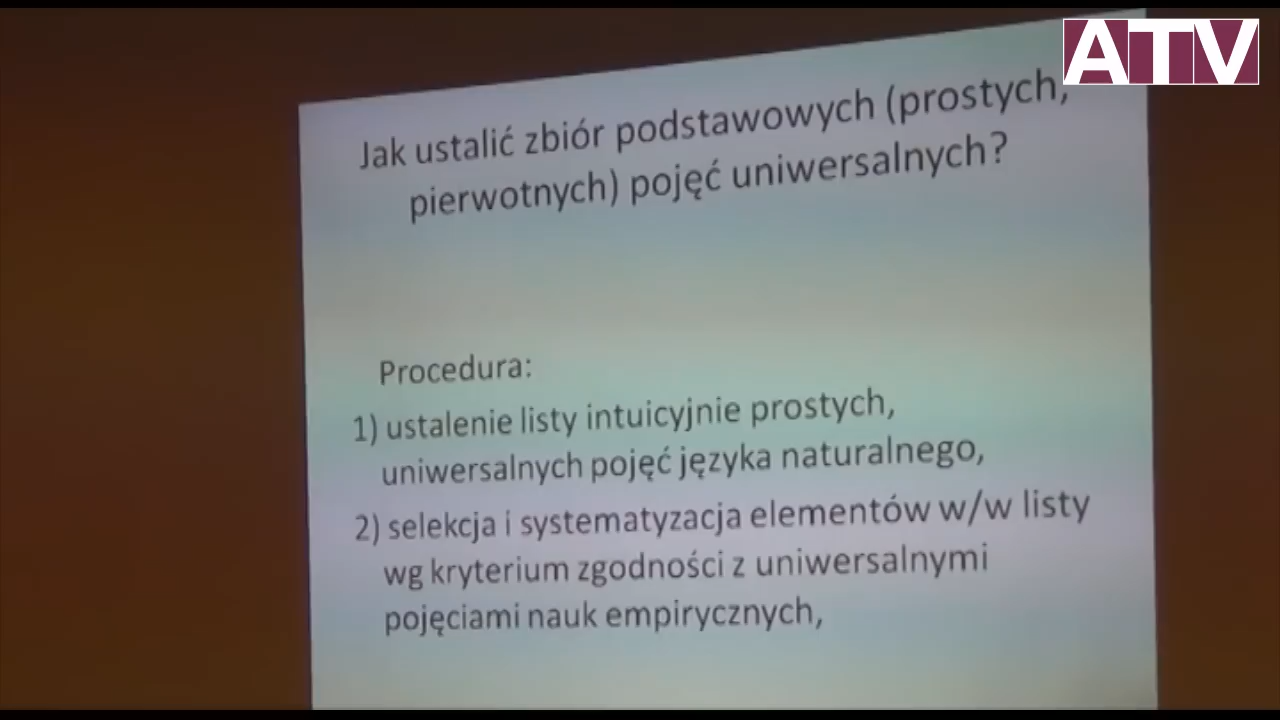 ATV
Jak ustalić zbiór podstawowych (prostych,
pierwotnych) pojęć uniwersalnych?
Procedura:
1) ustalenie listy intuicyjnie prostych,
uniwersalnych pojęć języka naturalnego,
2) selekcja i systematyzacja elementów w/w listy
wg kryterium zgodności z uniwersalnymi
pojęciami nauk empirycznych,